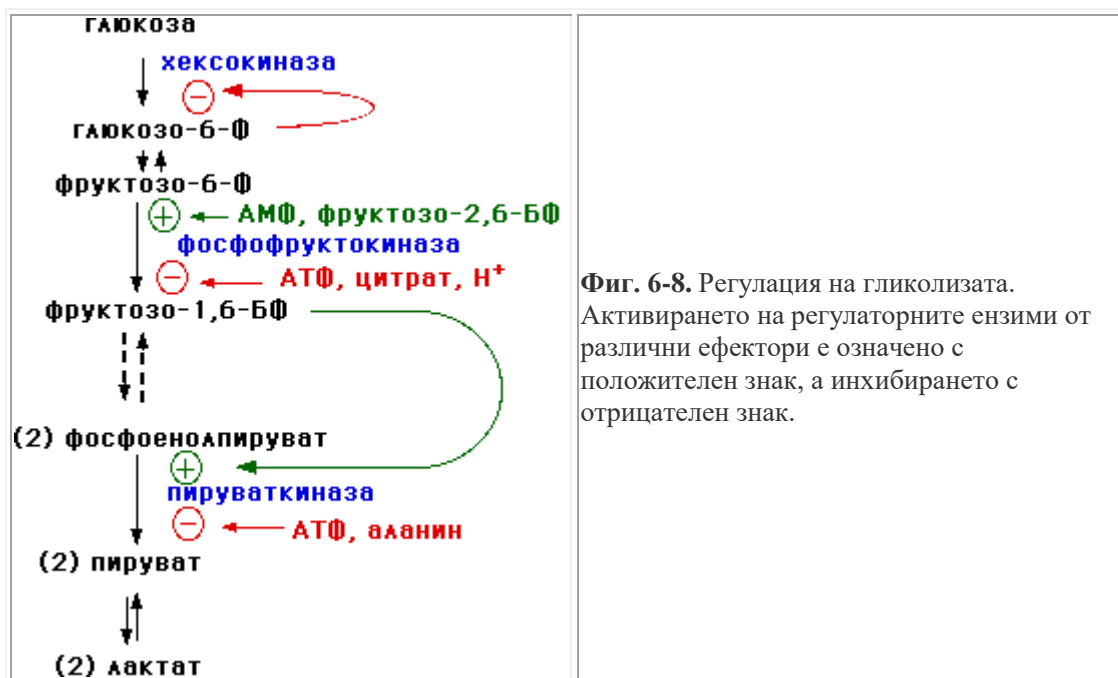 глюкоза
хексокиназа
глюкозо-6-Ф
фруктозо-6-Ф
+ АМФ, фруктозо-2,6-БФ
фосфофруктокиназа
− АТФ, цитрат, Н⁺
фруктозо-1,6-БФ
(2) фосфоенолпируват
+
пируваткиназа
− АТФ, аланин
(2) пируват
(2) лактат
Фиг. 6-8. Регулация на гликолизата.
Активирането на регулаторните ензими от
различни ефектори е означено с
положителен знак, а инхибирането с
отрицателен знак.